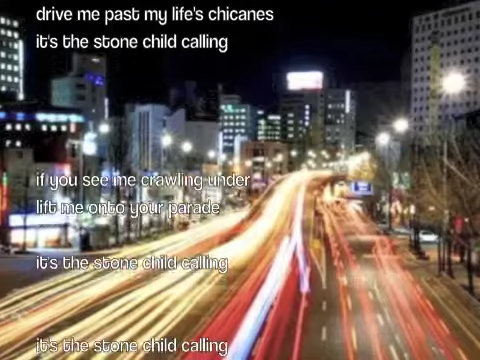 drive me past my life's chicanes
it's the stone child calling
if you see me crawling under
lift me onto your parade
it's the stone child calling
it's the stone child calling